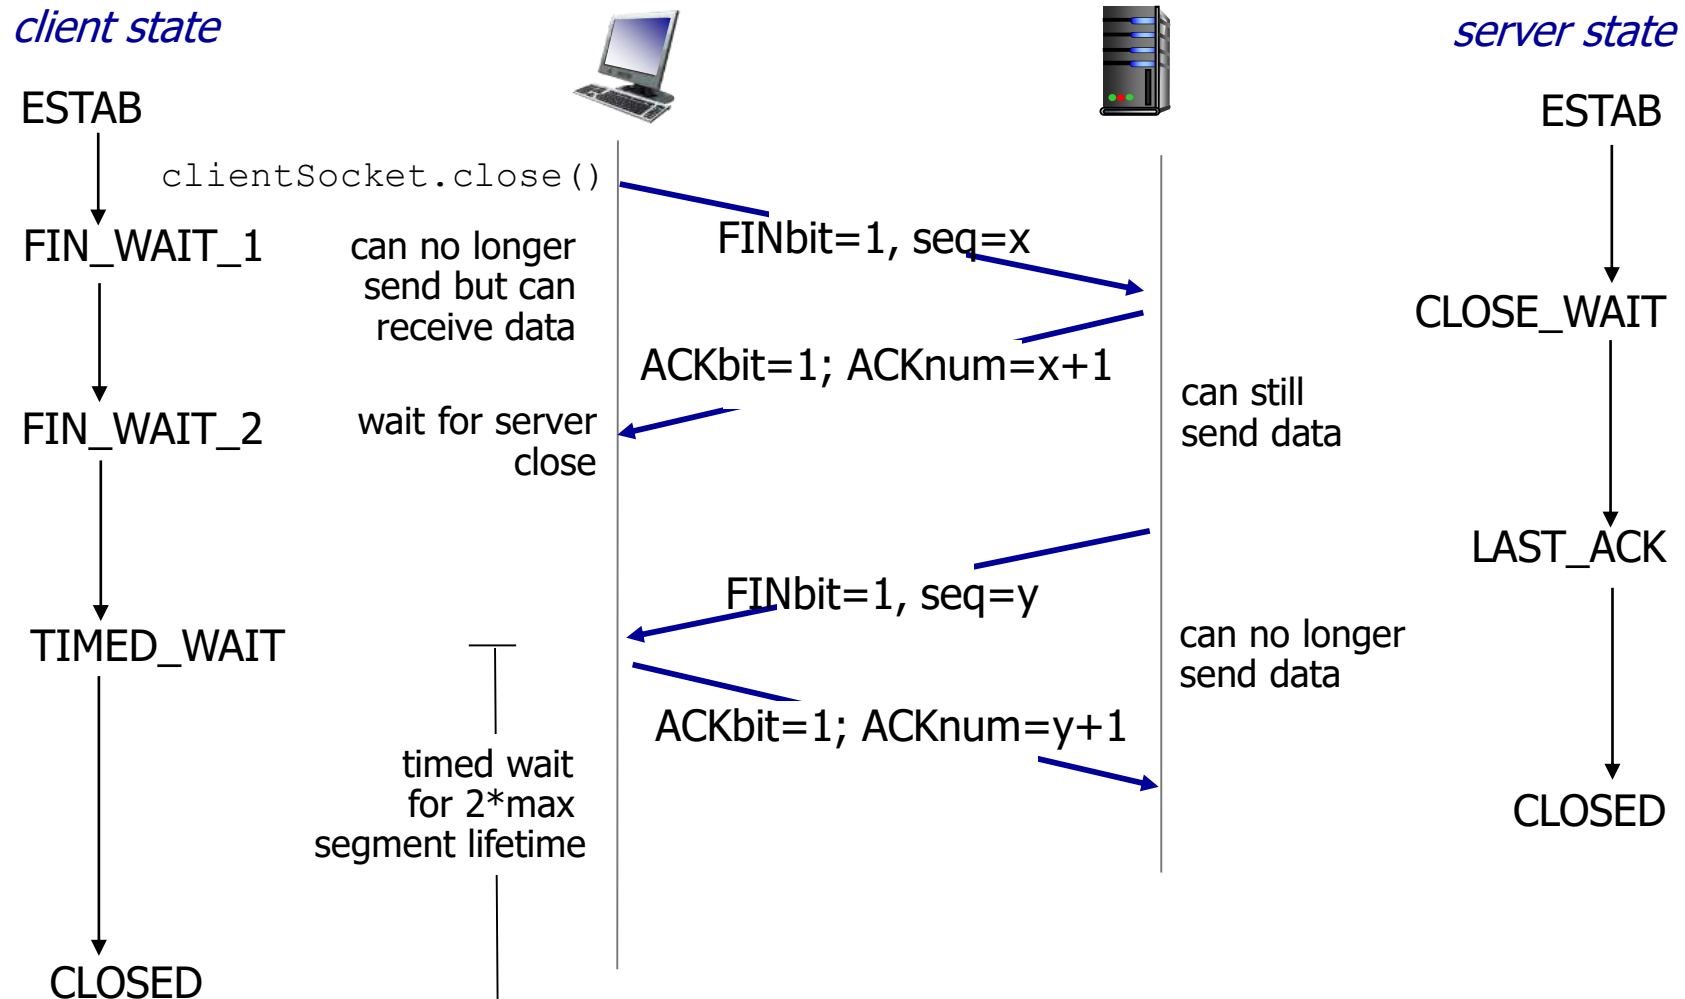 client state
server state
ESTAB
ESTAB
clientSocket.close()
FINbit=1, seq=x
FIN_WAIT_1
can no longer
send but can
receive data
CLOSE_WAIT
ACKbit=1; ACKnum=x+1
can still
send data
FIN_WAIT_2
wait for server
close
LAST_ACK
FINbit=1, seq=y
TIMED_WAIT
can no longer
send data
ACKbit=1; ACKnum=y+1
timed wait
for 2*max
segment lifetime
CLOSED
CLOSED